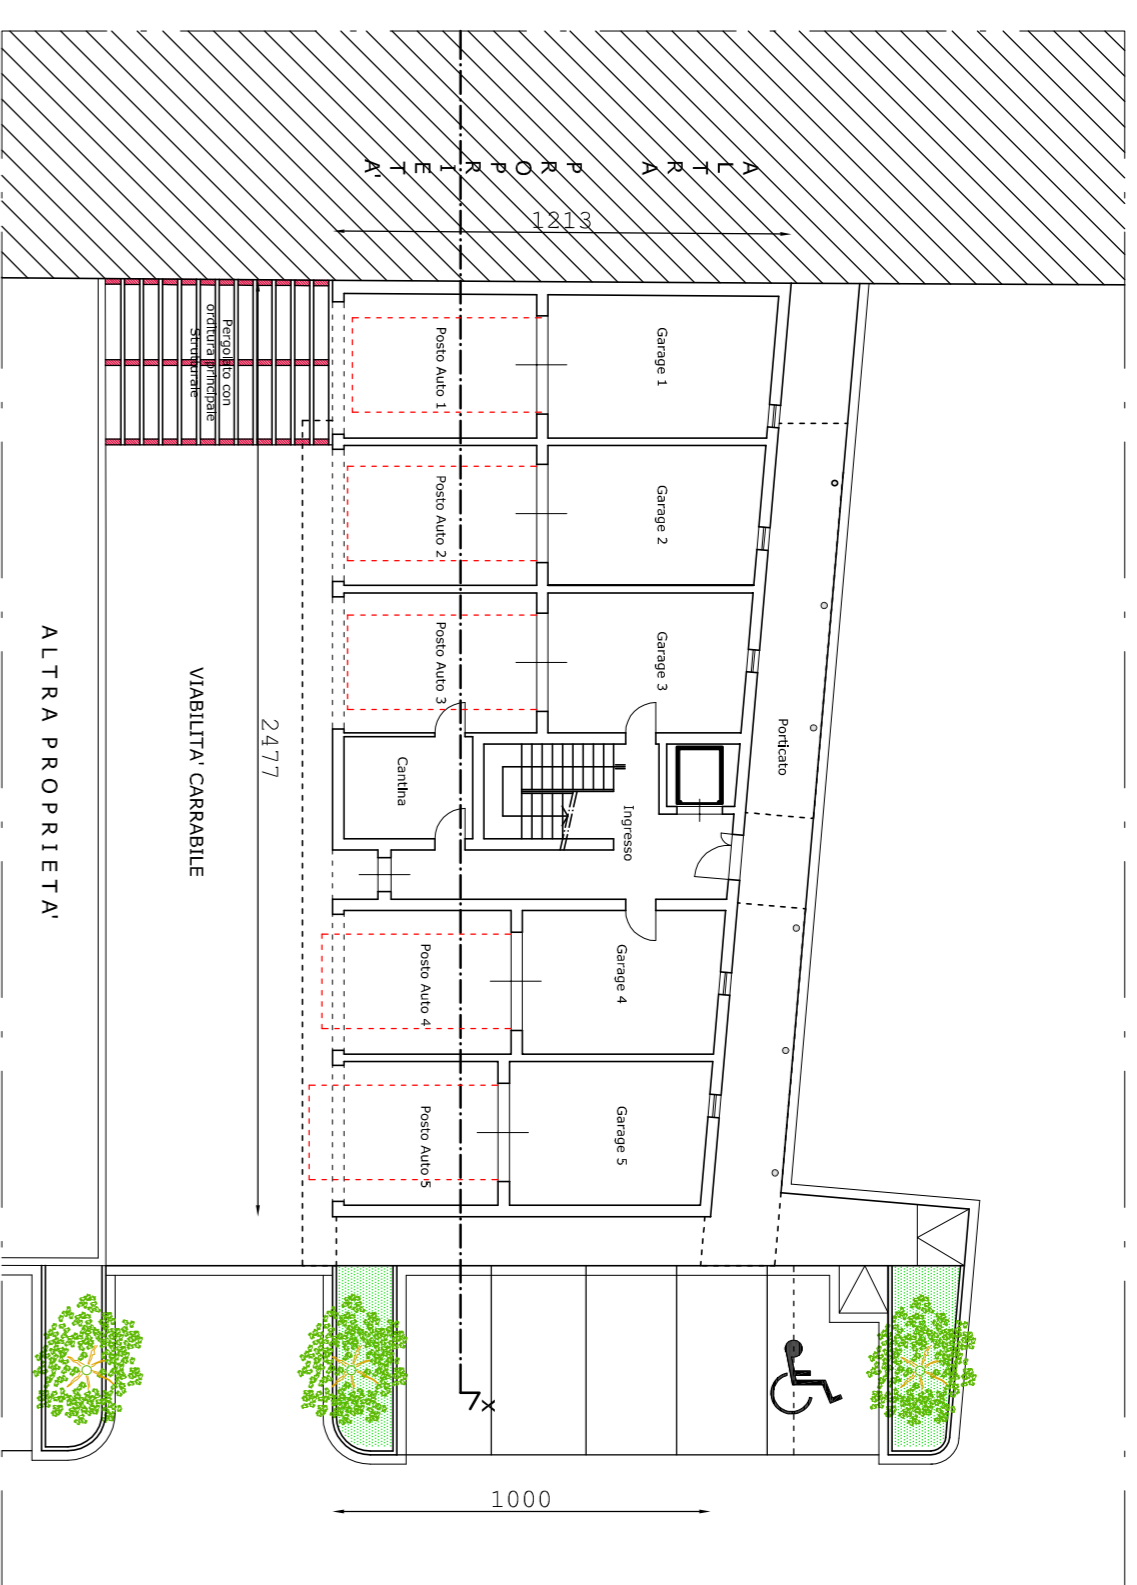 ALTRA PROPRIETA'
1213
Pergolato con
orditura principale
Strutturale
Posto Auto 1
Garage 1
Posto Auto 2
Garage 2
Posto Auto 3
Garage 3
Porticato
Cantina
Ingresso
2477
VIABILITA' CARRABILE
ALTRA PROPRIETA'
Posto Auto 4
Garage 4
Posto Auto 5
Garage 5
X
1000